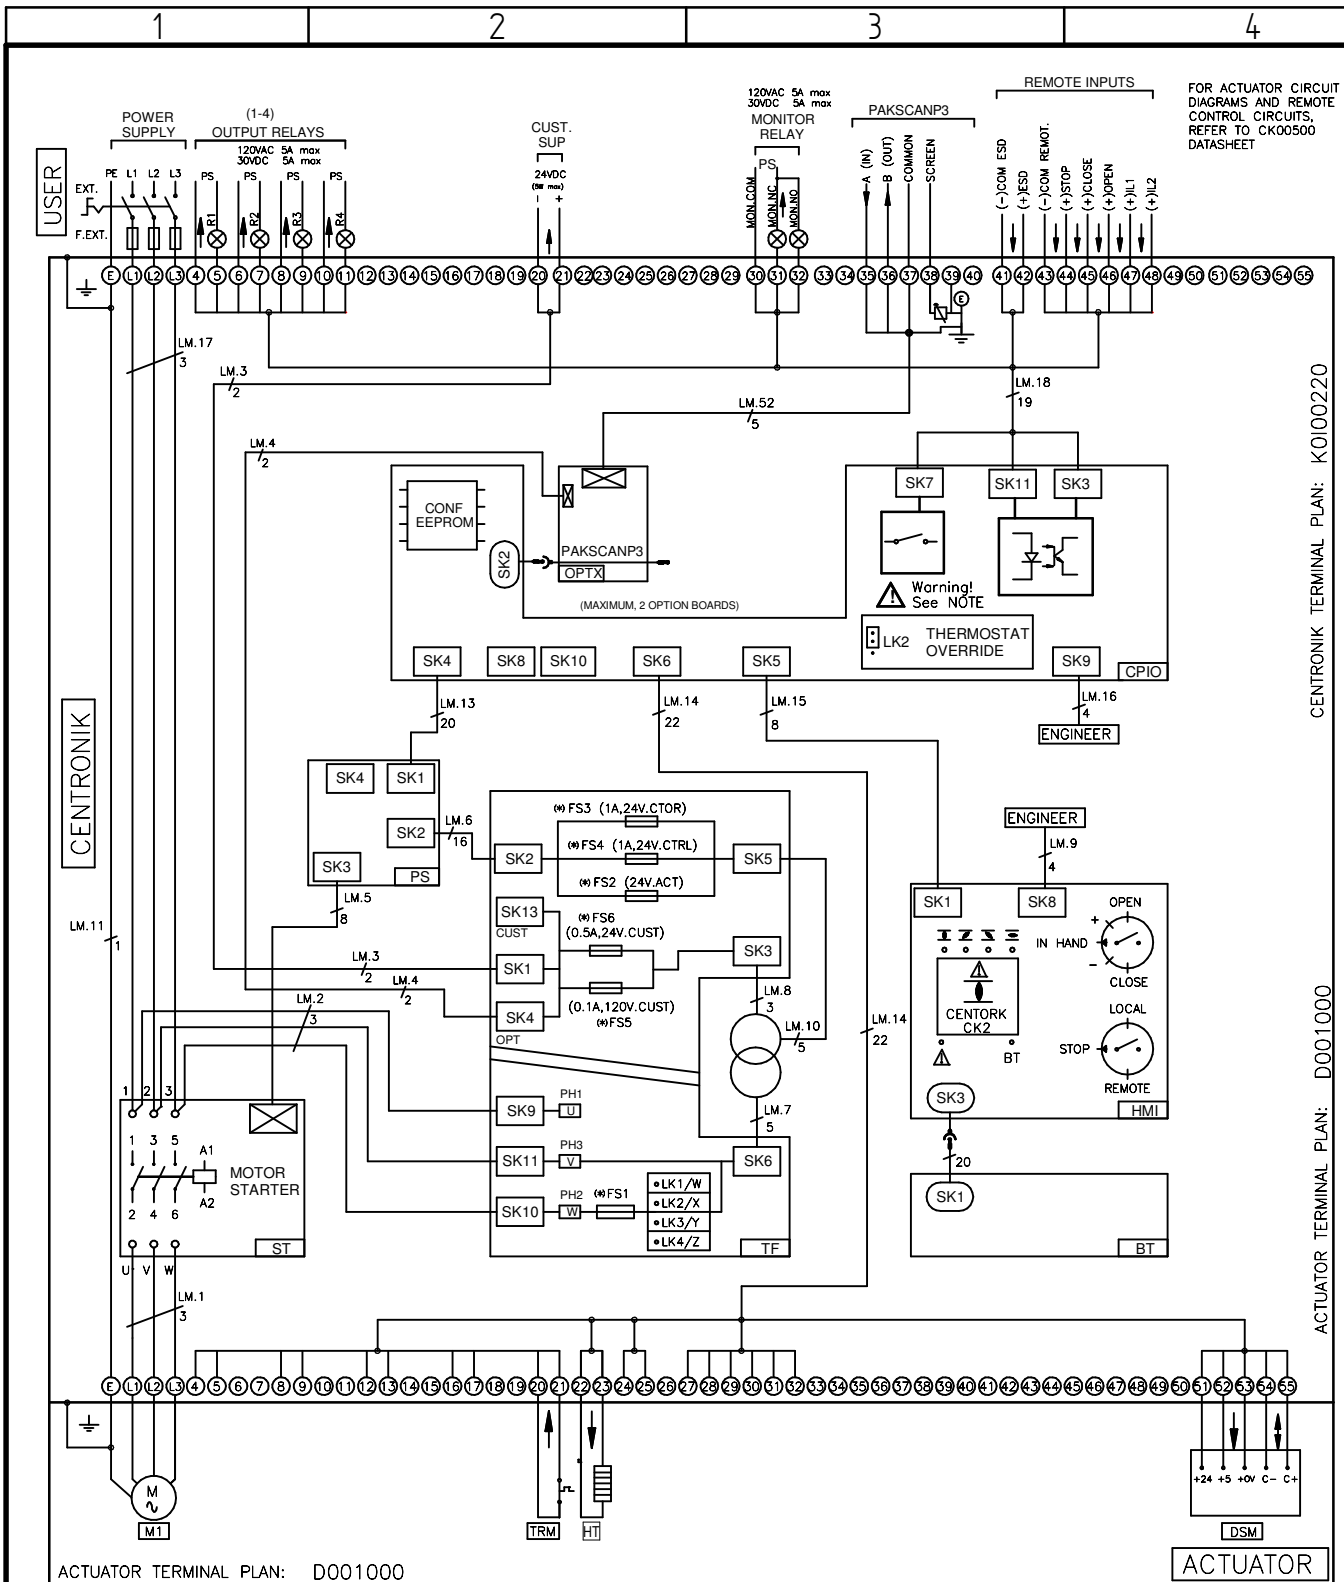 1 2 3 4
USER
POWER
SUPPLY
(1-4)
OUTPUT RELAYS
120VAC 5A max
30VDC 5A max
CUST.
SUP
24VDC
(5W max)
- +
120VAC 5A max
30VDC 5A max
MONITOR
RELAY
PS
PAKSCANP3
REMOTE INPUTS
FOR ACTUATOR CIRCUIT
DIAGRAMS AND REMOTE
CONTROL CIRCUITS,
REFER TO CK00500
DATASHEET
PE L1 L2 L3 PS PS PS PS
EXT.
F.EXT.
R1 R2 R3 R4
MON.COM
MON.NC
MON.NO
A (IN)
B (OUT)
COMMON
SCREEN
(-)COM ESD
(+)ESD
(-)COM REMOT.
(+)STOP
(+)CLOSE
(+)OPEN
(+)IL1
(+)IL2
E L1 L2 L3 4 5 6 7 8 9 10 11 12 13 14 15 16 17 18 19 20 21 22 23 24 25 26 27 28 29 30 31 32 33 34 35 36 37 38 39 40 41 42 43 44 45 46 47 48 49 50 51 52 53 54 55
E
LM.17
3
LM.3
2
LM.18
19
LM.52
5
LM.4
2
CONF
EEPROM
SK2
PAKSCANP3
OPTX
(MAXIMUM, 2 OPTION BOARDS)
SK7 SK11 SK3
Warning!
See NOTE
LK2 THERMOSTAT
OVERRIDE
SK4 SK8 SK10 SK6 SK5 SK9
CPIO
LM.13
20
LM.14
22
LM.15
8
LM.16
4
ENGINEER
CENTRONIK TERMINAL PLAN: K0I00220
CENTRONIK
SK4 SK1
SK2
SK3
PS
LM.6
16
LM.5
8
(*) FS3 (1A,24V.CTOR)
(*) FS4 (1A,24V.CTRL)
(*) FS2 (24V.ACT)
SK2 SK5
SK13
CUST
(*) FS6
(0.5A,24V.CUST)
SK1 SK3
SK4
OPT
(0.1A,120V.CUST)
(*)FS5
LM.3
2
LM.4
2
LM.2
3
LM.8
3
LM.10
5
LM.14
22
LM.7
5
LM.11
1
ENGINEER
LM.9
4
SK1 SK8
OPEN
+
IN HAND
-
CLOSE
CENTORK
CK2
BT
LOCAL
STOP
REMOTE
SK3
HMI
20
SK1
BT
SK9 PH1
U
SK11 PH3
V
SK10 PH2
W
(*)FS1
LK1/W
LK2/X
LK3/Y
LK4/Z
SK6
TF
1 2 3
1 3 5
A1
A2
2 4 6
MOTOR
STARTER
ST
U V W
LM.1
3
ACTUATOR TERMINAL PLAN: D001000
E L1 L2 L3 4 5 6 7 8 9 10 11 12 13 14 15 16 17 18 19 20 21 22 23 24 25 26 27 28 29 30 31 32 33 34 35 36 37 38 39 40 41 42 43 44 45 46 47 48 49 50 51 52 53 54 55
M
M1
TRM
HT
+24 +5 +0V C- C+
DSM
ACTUATOR TERMINAL PLAN: D001000
ACTUATOR